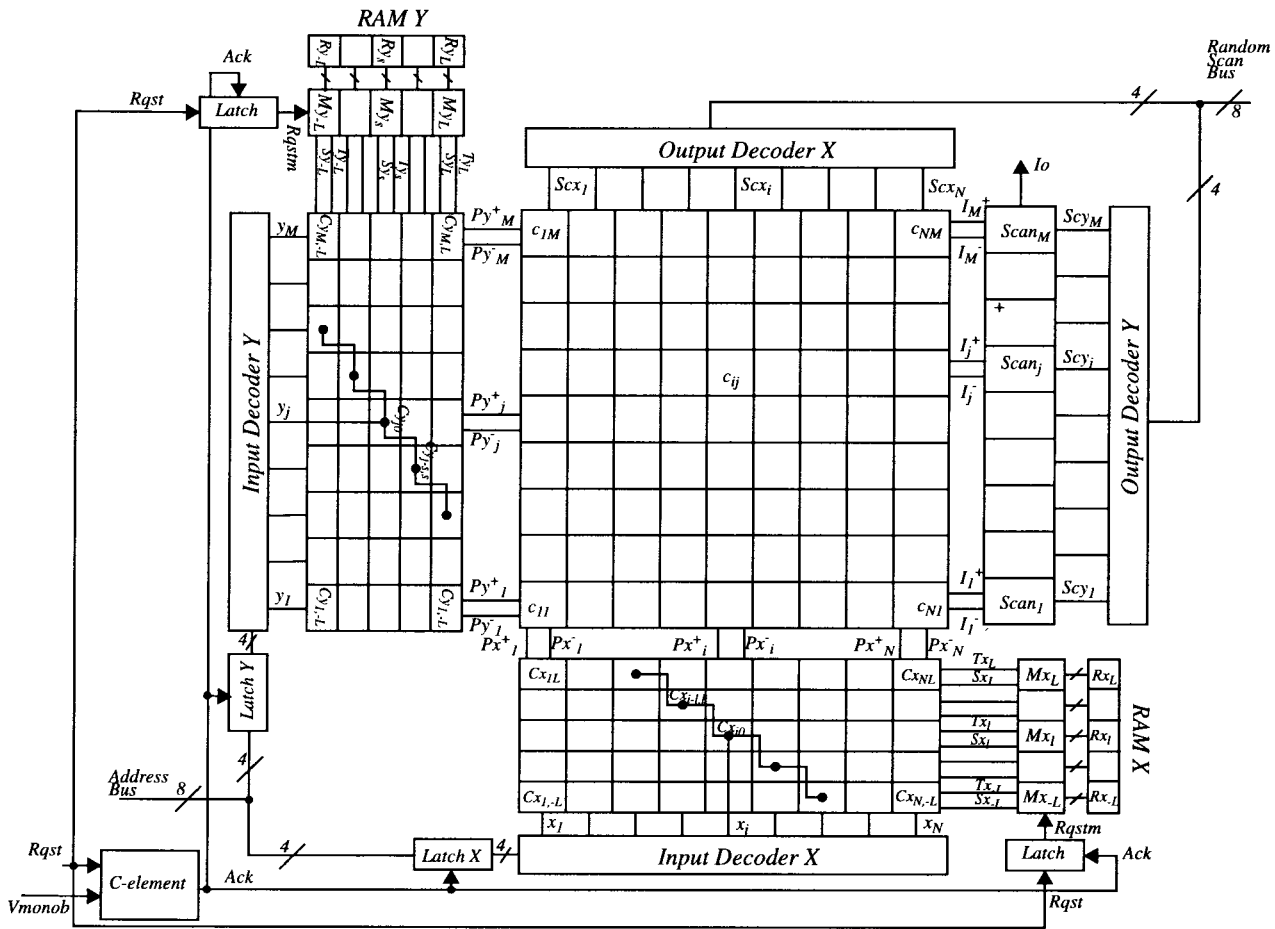 RAM Y
Ry-L
Rys
RyL
Ack
Rqst
Latch
Rqstm
My-L
Mys
MyL
Sy-L
Ty-L
Sys
Tys
SyL
TyL
Random
Scan
Bus
4
8
4
Output Decoder X
Scx1
Scxi
ScxN
Io
Input Decoder Y
yM
yj
y1
CyM,-L
CyM,L
Cyj0
Cyj-s,s
Cy1,-L
Cy1,-L
Py+M
Py-M
Py+j
Py-j
Py+1
Py-1
c1M
cNM
cij
c11
cN1
IM+
IM-
Ij+
Ij-
I1+
I1-
ScanM
+
Scanj
Scan1
ScyM
Scyj
Scy1
Output Decoder Y
Px+1
Px-1
Px+i
Px-i
Px+N
Px-N
4
Latch Y
4
Address
Bus
8
Cx1L
CxNL
Cxi0
Cx1,-L
CxN,-L
TxL
SxL
Txl
Sxl
Tx-L
Sx-L
MxL
Mxl
Mx-L
RxL
Rxl
Rx-L
RAM X
x1
xi
xN
Rqstm
Rqst
4
Latch X
4
Input Decoder X
Latch
Ack
C-element
Ack
Vmonob
Rqst